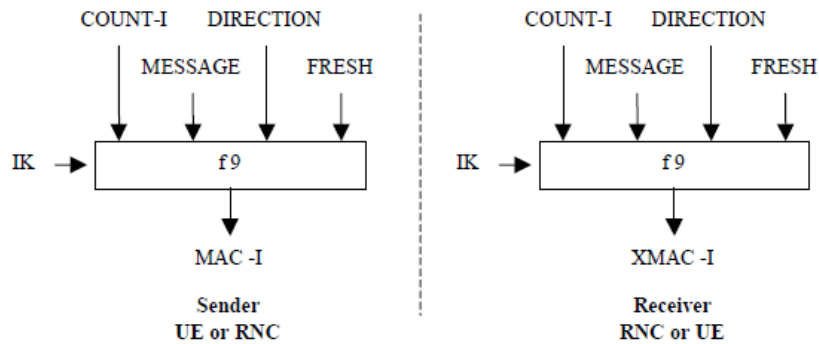 COUNT-I DIRECTION COUNT-I DIRECTION
MESSAGE FRESH MESSAGE FRESH
IK f9 IK f9
MAC -I XMAC -I
Sender Receiver
UE or RNC RNC or UE